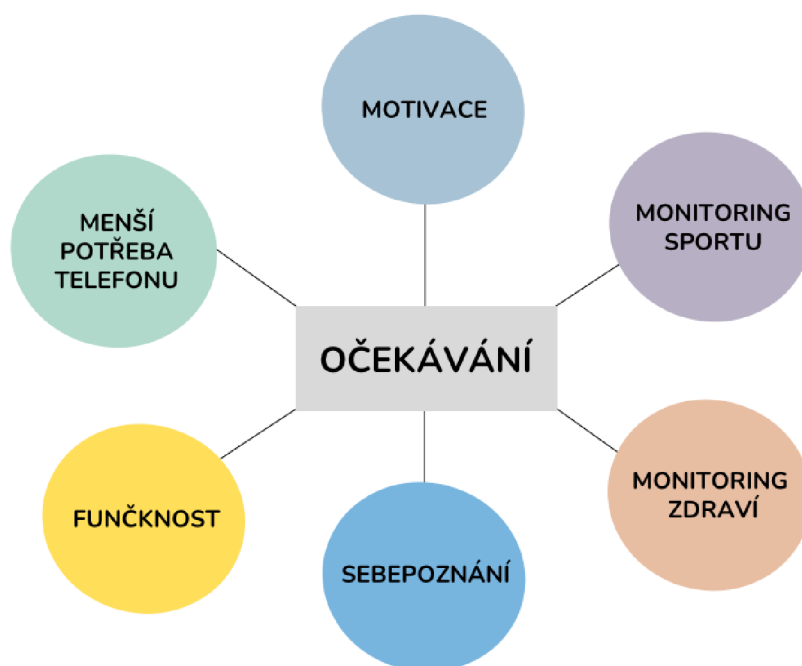 MOTIVACE
MENŠÍ
POTŘEBA
TELEFONU
MONITORING
SPORTU
OČEKÁVÁNÍ
FUNČKNOST
MONITORING
ZDRAVÍ
SEBEPOZNÁNÍ